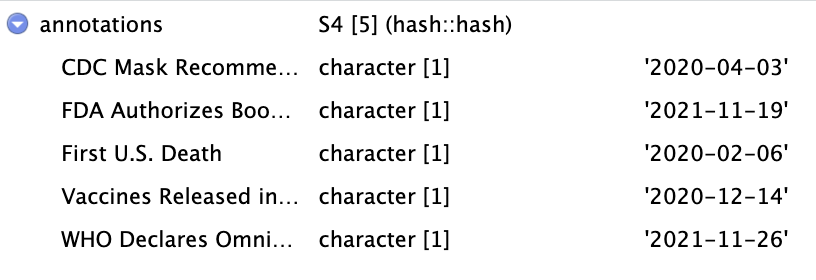 annotations S4 [5] (hash::hash)
CDC Mask Recomme... character [1] '2020-04-03'
FDA Authorizes Boo... character [1] '2021-11-19'
First U.S. Death character [1] '2020-02-06'
Vaccines Released in... character [1] '2020-12-14'
WHO Declares Omni... character [1] '2021-11-26'